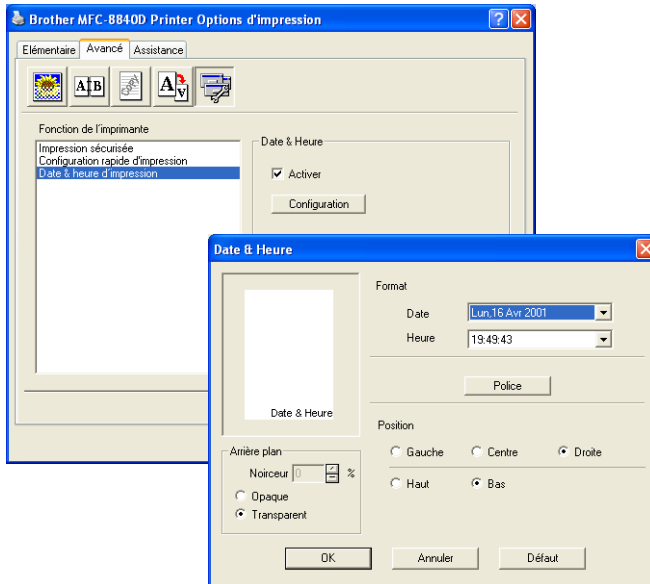 Brother MFC-8840D Printer Options d'impression
Elémentaire Avancé Assistance
A B
A V
Fonction de l'imprimante
Impression sécurisée
Configuration rapide d'impression
Date & heure d'impression
Date & Heure
Activer
Configuration
Date & Heure
Date & Heure
Arrière plan
Noirceur 0 %
Opaque
Transparent
Format
Date Lun,16 Avr 2001
Heure 19:49:43
Police
Position
Gauche Centre Droite
Haut Bas
OK Annuler Défaut